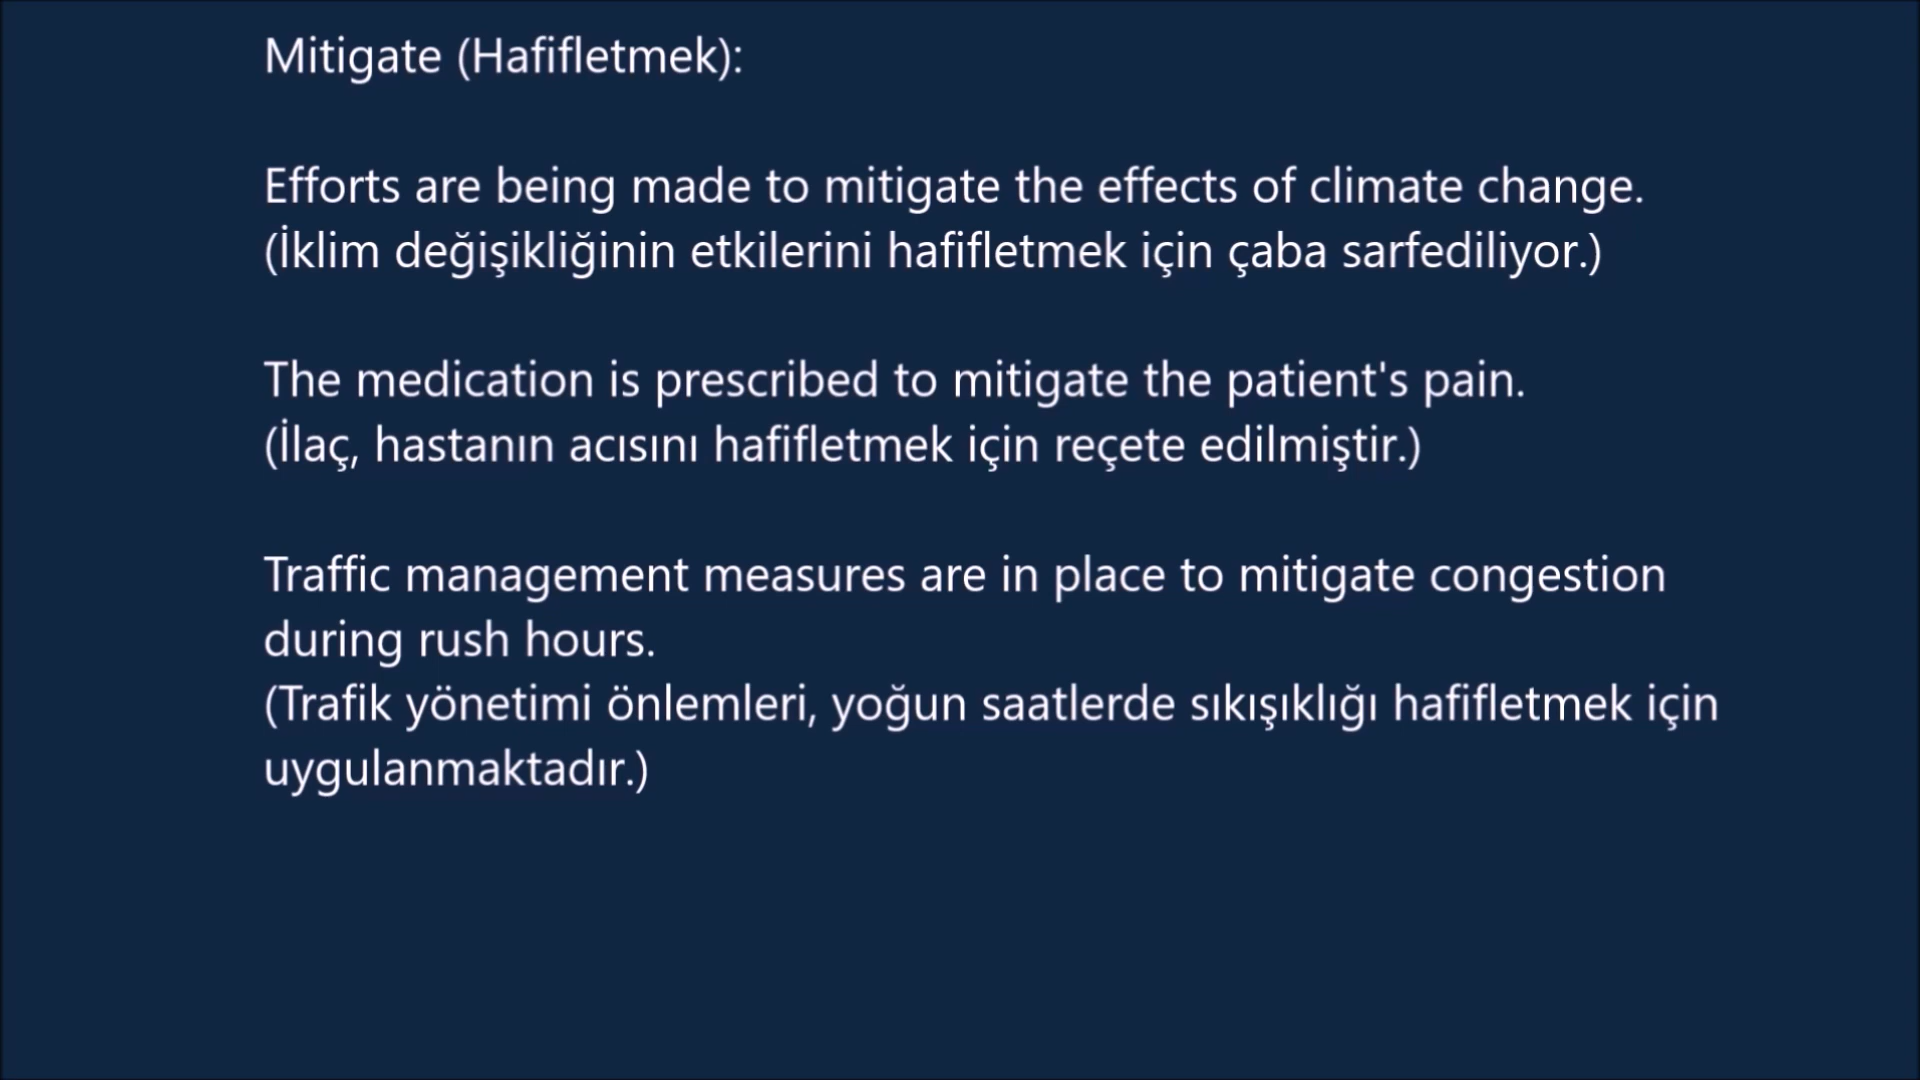 Mitigate (Hafifletmek):
Efforts are being made to mitigate the effects of climate change.
(İklim değişikliğinin etkilerini hafifletmek için çaba sarfediliyor.)
The medication is prescribed to mitigate the patient's pain.
(İlaç, hastanın acısını hafifletmek için reçete edilmiştir.)
Traffic management measures are in place to mitigate congestion
during rush hours.
(Trafik yönetimi önlemleri, yoğun saatlerde sıkışıklığı hafifletmek için
uygulanmaktadır.)